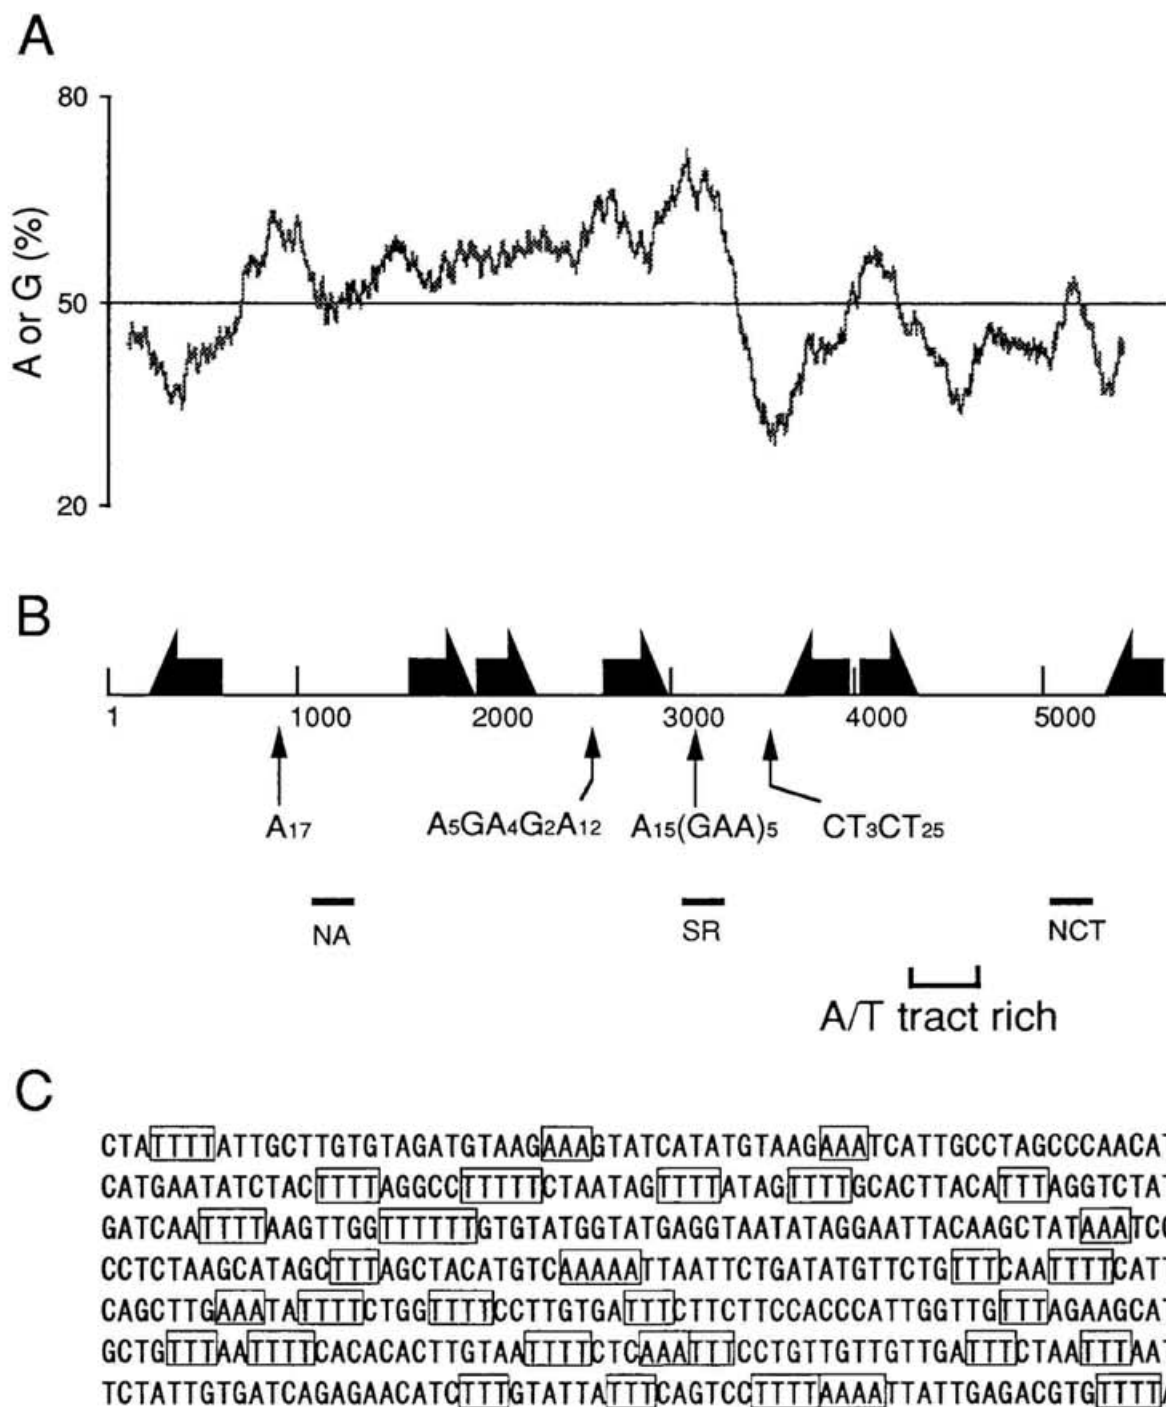 A
80
50
20
A or G (%)
B
1 1000 2000 3000 4000 5000
A17 A5GA4G2A12 A15(GAA)5 CT3CT25
NA SR NCT
A/T tract rich
C
CTATTTTATTGCTTGTGTAGATGTAAGAAAGTATCATATGTAAGAAATCATTGCCTAGCCCAACAT
CATGAATATCTACTTTTAGGCCTTTTTCTAATAGTTTTATAGTTTTGCACTTACATTTAGGTCTAT
GATCAATTTTAAGTTGGTTTTTTGTGTATGGTATGAGGTAATATAGGAATTACAAGCTATAAATCC
CCTCTAAGCATAGCTTTAGCTACATGTCAAAAATTAATTCTGATATGTTCTGTTTCAATTTTCATT
CAGCTTGAAATATTTTCTGGTTTTCCTTGTGATTTCTTCTTCCACCCATTGGTTGTTTAGAAGCAT
GCTGTTTAATTTTCACACACTTGTAATTTTCTCAAATTTCCTGTTGTTGTTGATTTCTAATTTAAT
TCTATTGTGATCAGAGAACATCTTTGTATTATTTCAGTCCTTTTAAAATTATTGAGACGTGTTTTA